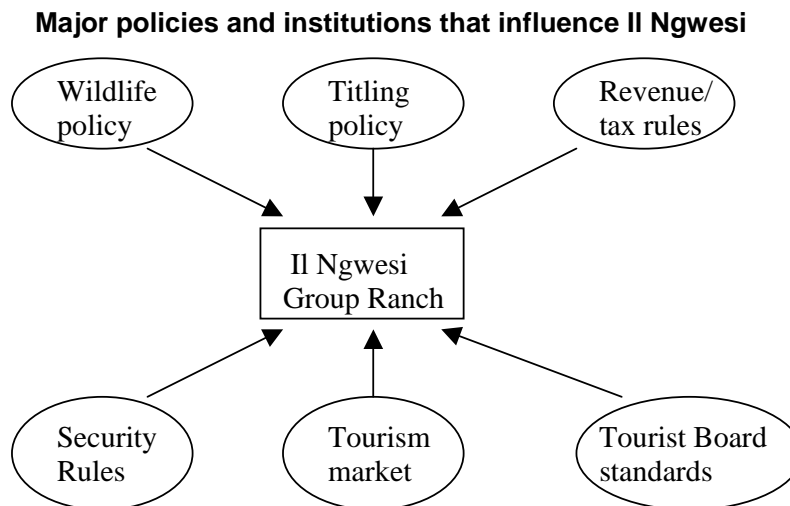 Major policies and institutions that influence Il Ngwesi
Wildlife
policy
Titling
policy
Revenue/
tax rules
Il Ngwesi
Group Ranch
Security
Rules
Tourism
market
Tourist Board
standards